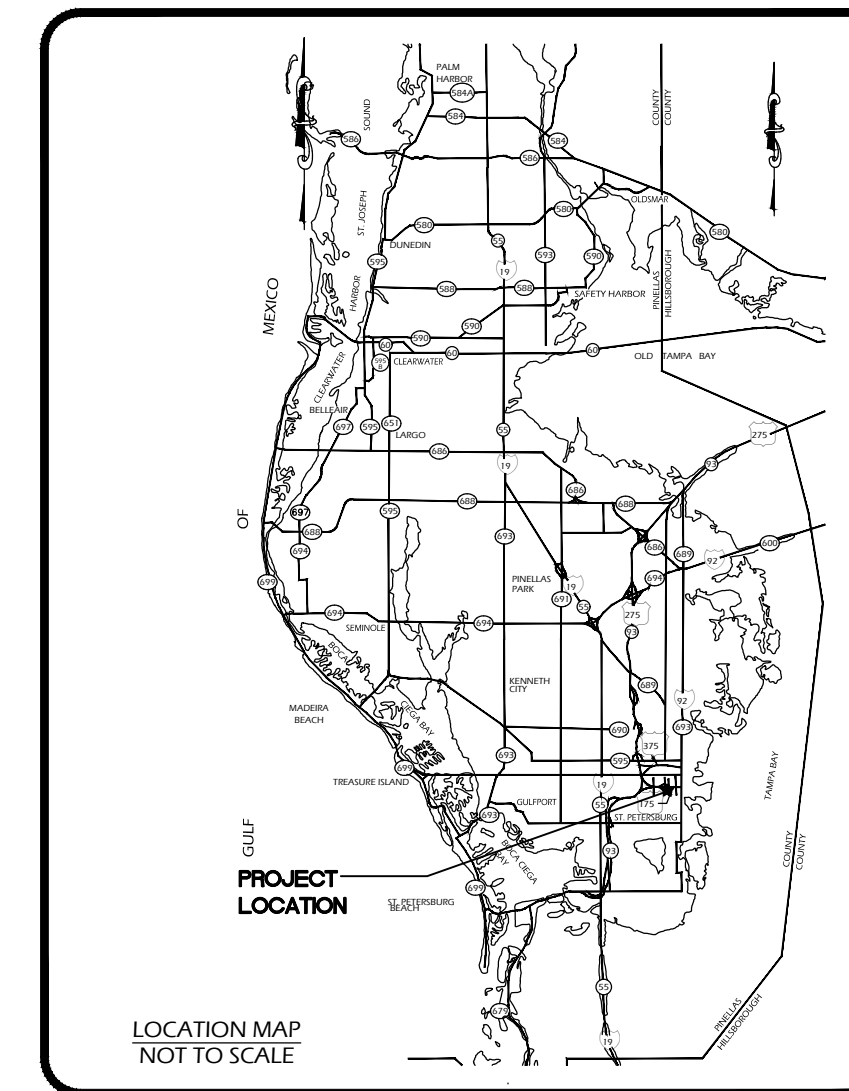 PALM
HARBOR
584A
584
SOUND
586
COUNTY
COUNTY
584
586
OLDSMAR
580
ST. JOSEPH
580
580
DUNEDIN
55
593
590
595
19
PINELLAS
HILLSBOROUGH
HARBOR
588
588
SAFETY HARBOR
MEXICO
590
590
60
60
60
OLD TAMPA BAY
595
B
CLEARWATER
CLEARWATER
BELLEAIR
697
595
651
LARGO
55
275
686
19
93
686
688
688
697
OF
595
688
693
694
686
689
600
92
699
PINELLAS
PARK
19
694
691
55
275
694
694
93
SEMINOLE
BOCA
CIEGA BAY
KENNETH
CITY
689
92
MADEIRA
BEACH
690
693
375
693
595
699
TREASURE ISLAND
19
TAMPA BAY
GULFPORT
55
175
693
ST. PETERSBURG
GULF
BOCA CIEGA
BAY
93
COUNTY
COUNTY
PROJECT
LOCATION
699
ST. PETERSBURG
BEACH
55
679
PINELLAS
HILLSBOROUGH
19
LOCATION MAP
NOT TO SCALE